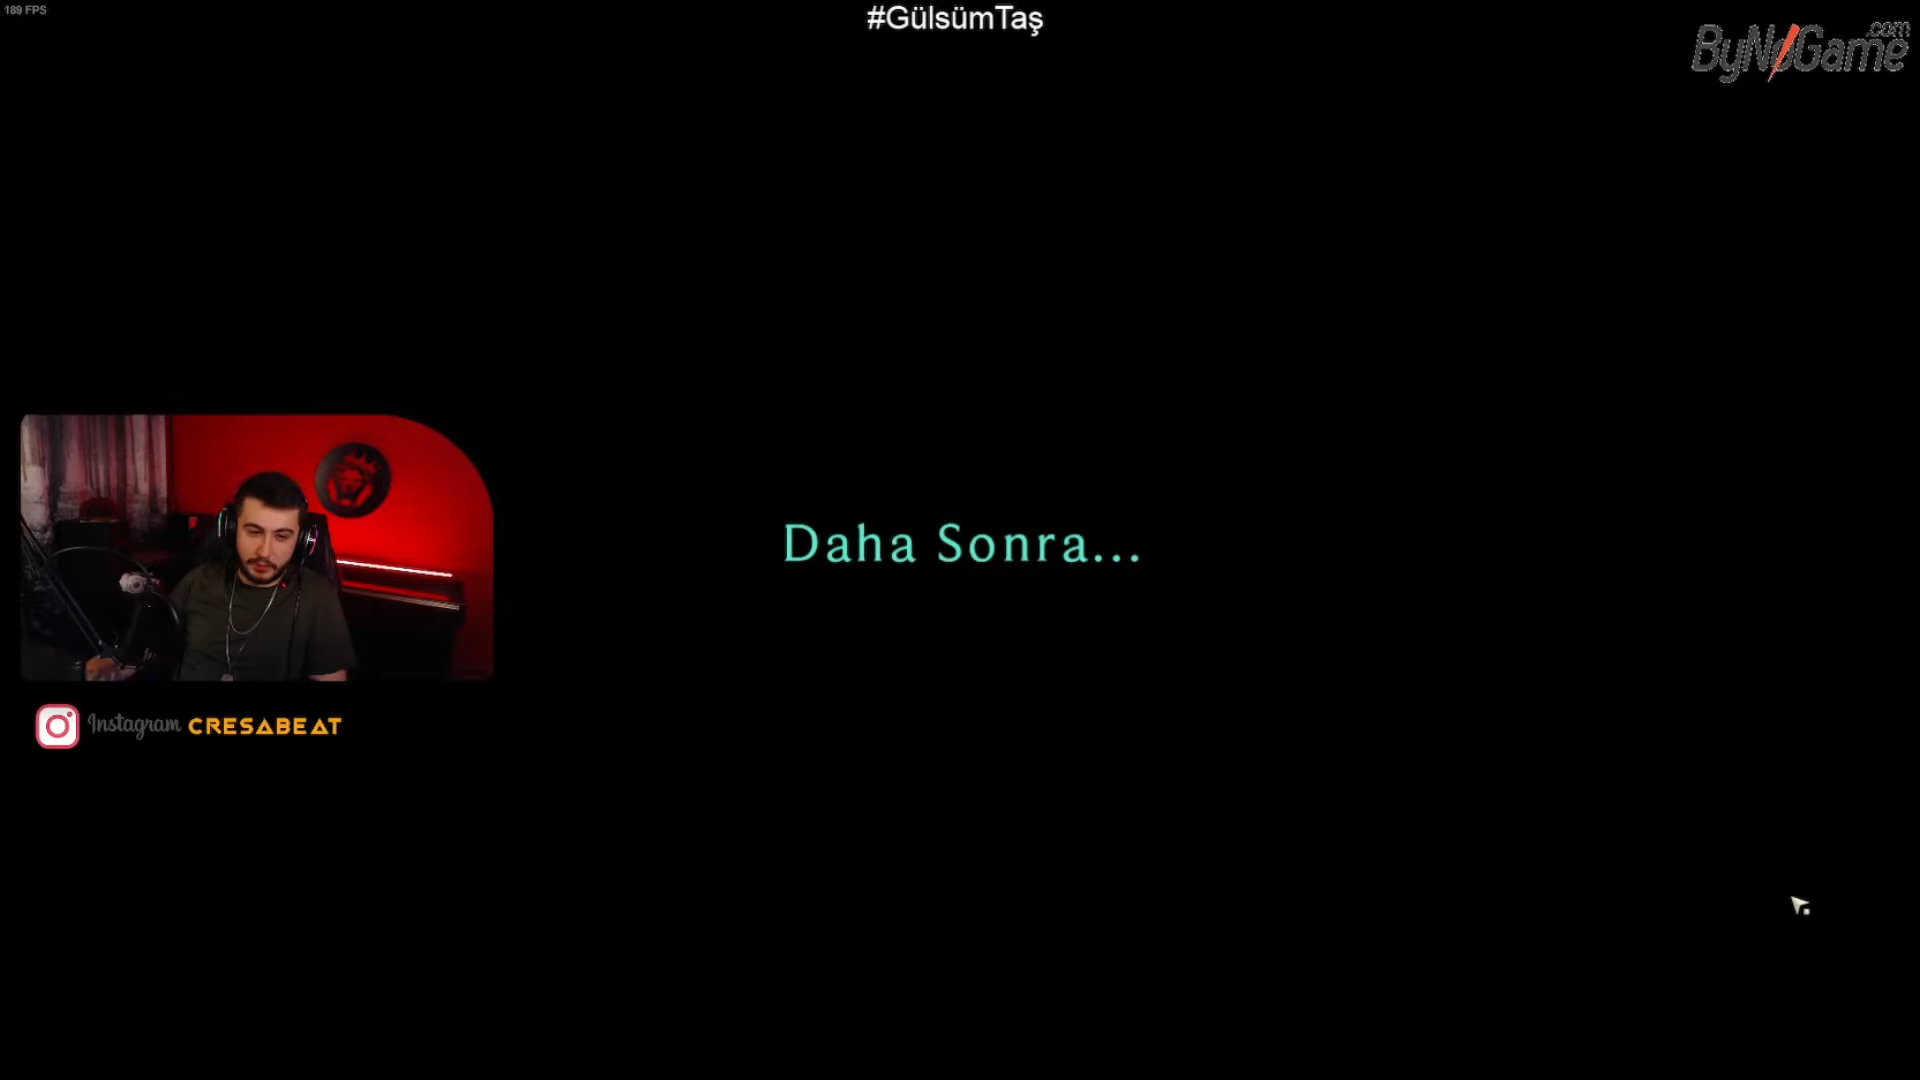 189 FPS
#GülsümTaş
ByNoGame.com
Daha Sonra...
Instagram CRESABEAT